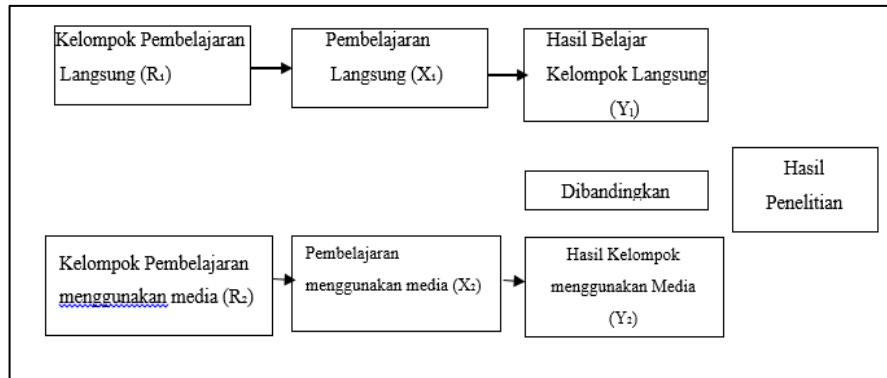 Kelompok Pembelajaran
Langsung (R₁)
Pembelajaran
Langsung (X₁)
Hasil Belajar
Kelompok Langsung
(Y₁)
Dibandingkan
Hasil
Penelitian
Kelompok Pembelajaran
menggunakan media (R₂)
Pembelajaran
menggunakan media (X₂)
Hasil Kelompok
menggunakan Media
(Y₂)